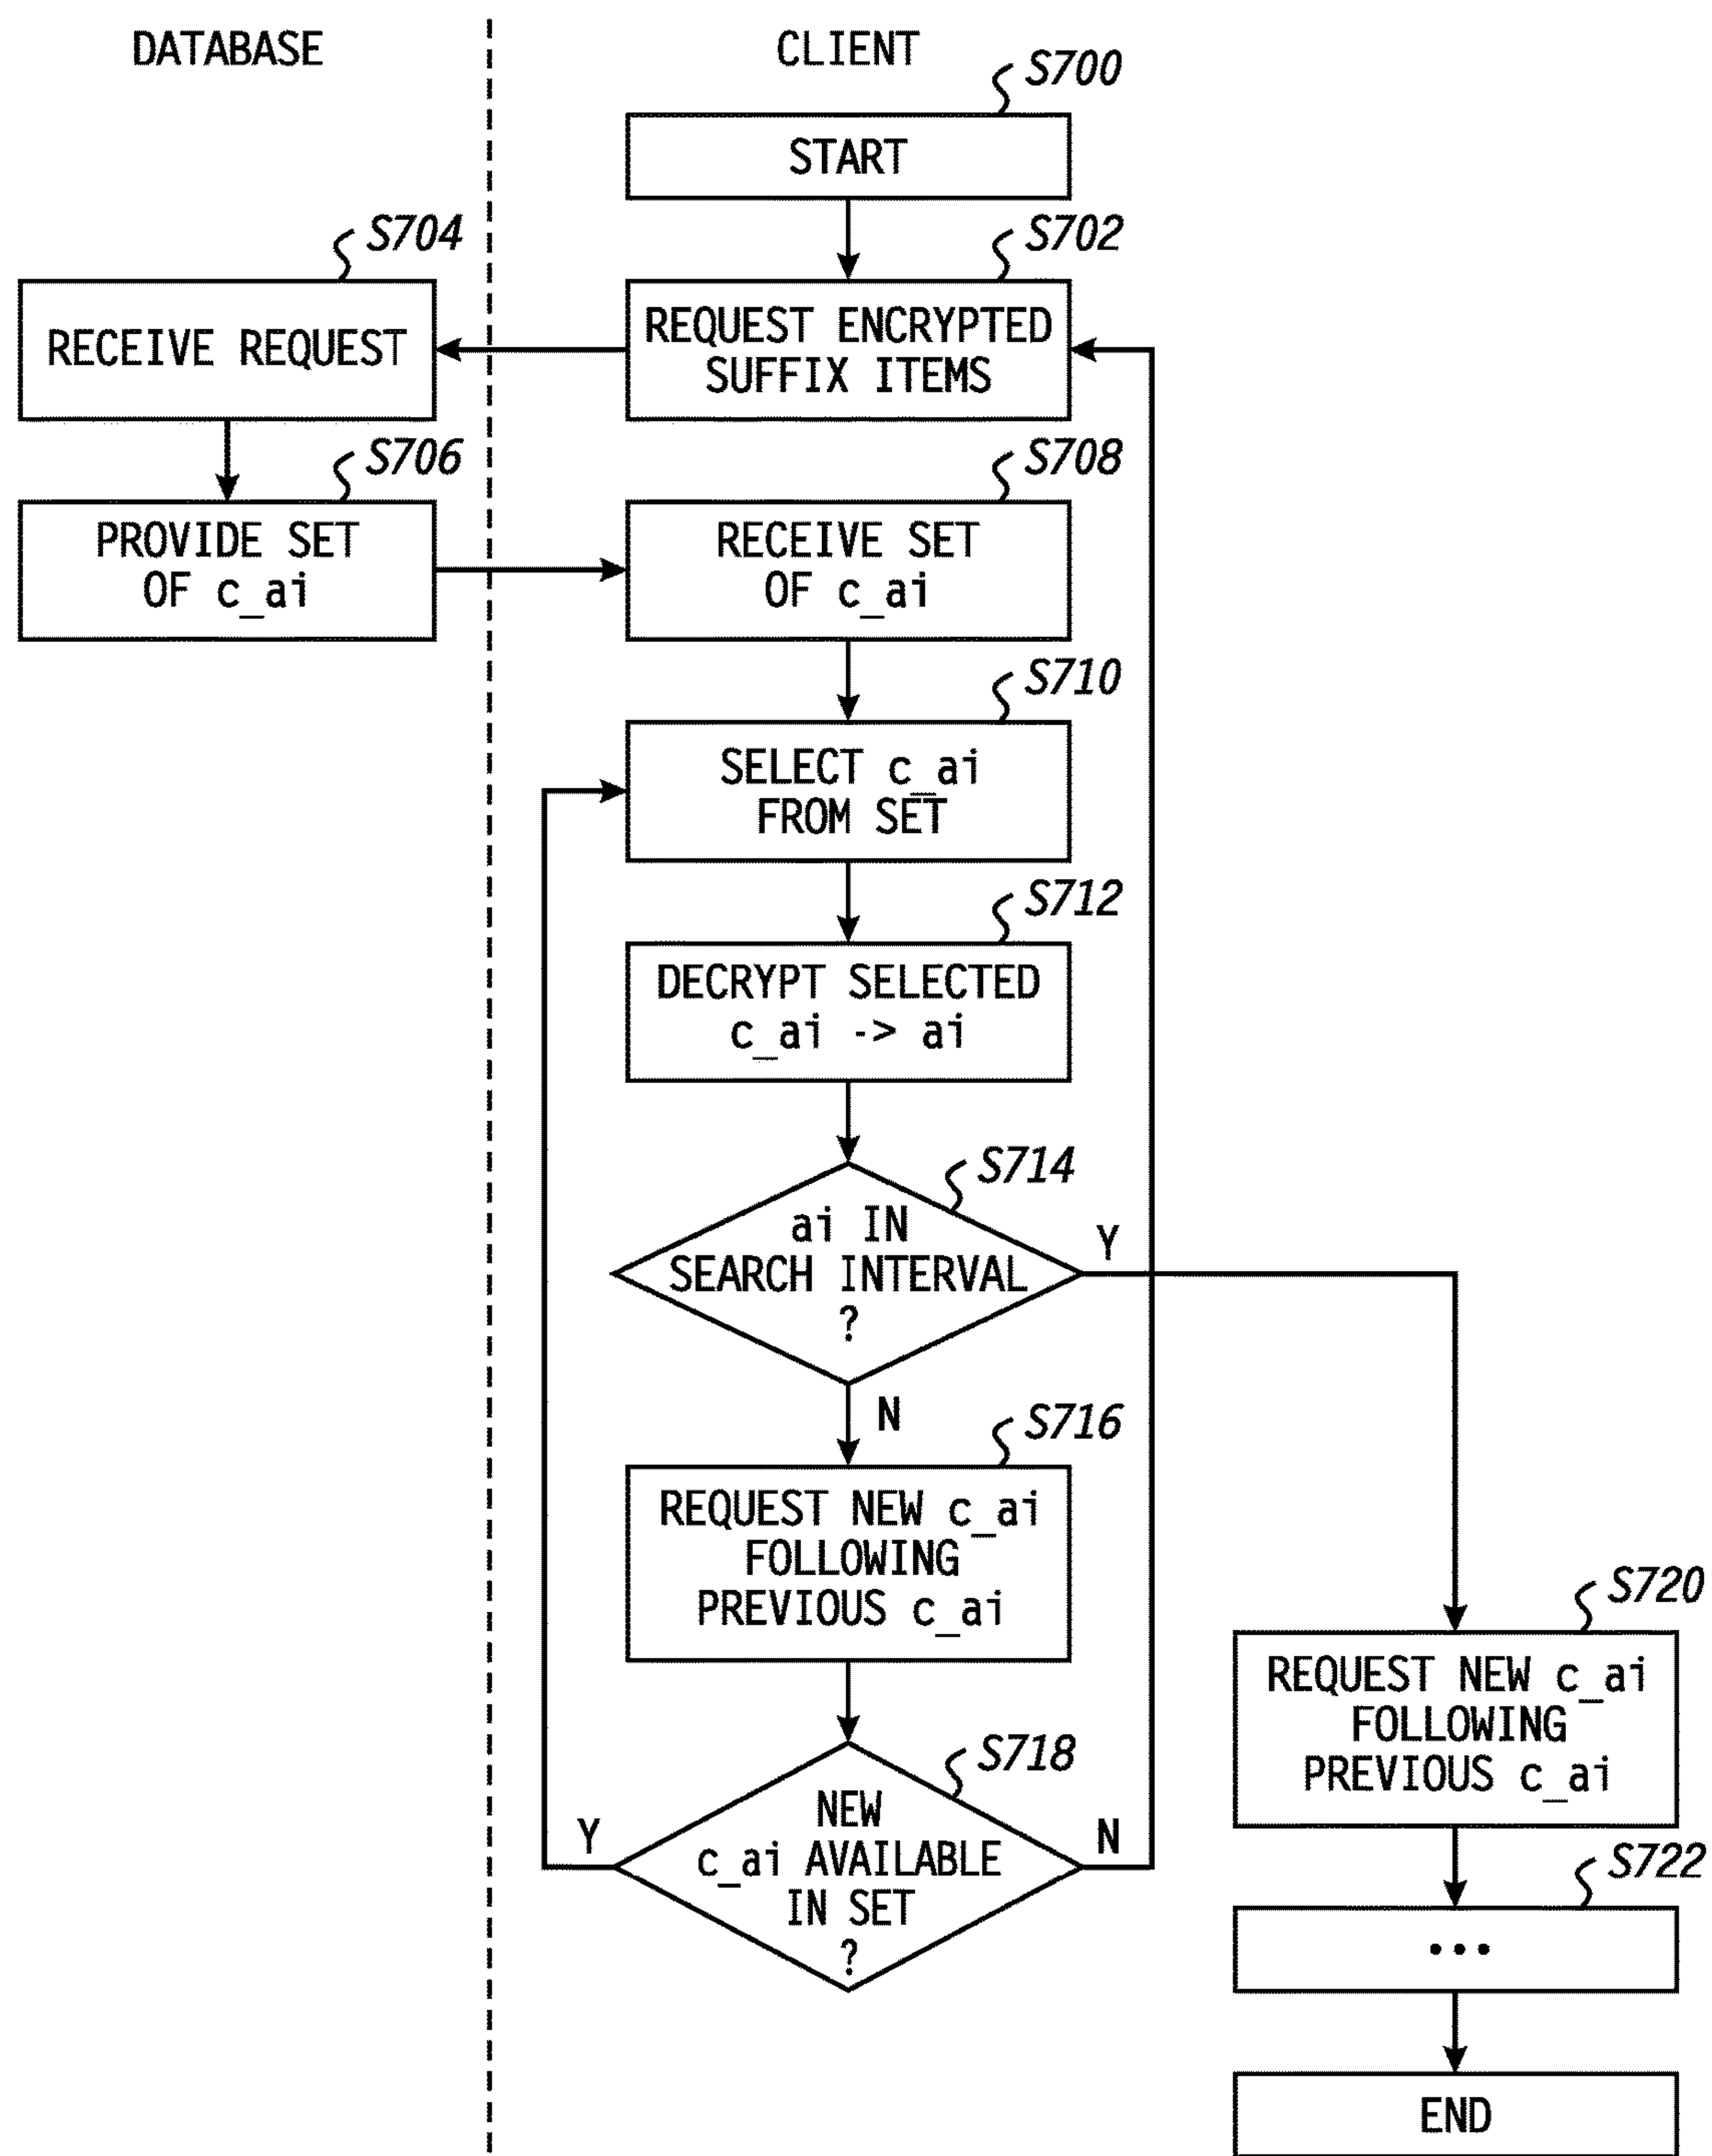 DATABASE
CLIENT
S700
START
S704
S702
RECEIVE REQUEST
REQUEST ENCRYPTED
SUFFIX ITEMS
S706
S708
PROVIDE SET
OF c_ai
RECEIVE SET
OF c_ai
S710
SELECT c_ai
FROM SET
S712
DECRYPT SELECTED
c_ai -> ai
S714
ai IN
SEARCH INTERVAL
?
Y
N
S716
REQUEST NEW c_ai
FOLLOWING
PREVIOUS c_ai
S718
NEW
c_ai AVAILABLE
IN SET
?
Y
N
S720
REQUEST NEW c_ai
FOLLOWING
PREVIOUS c_ai
S722
•••
END